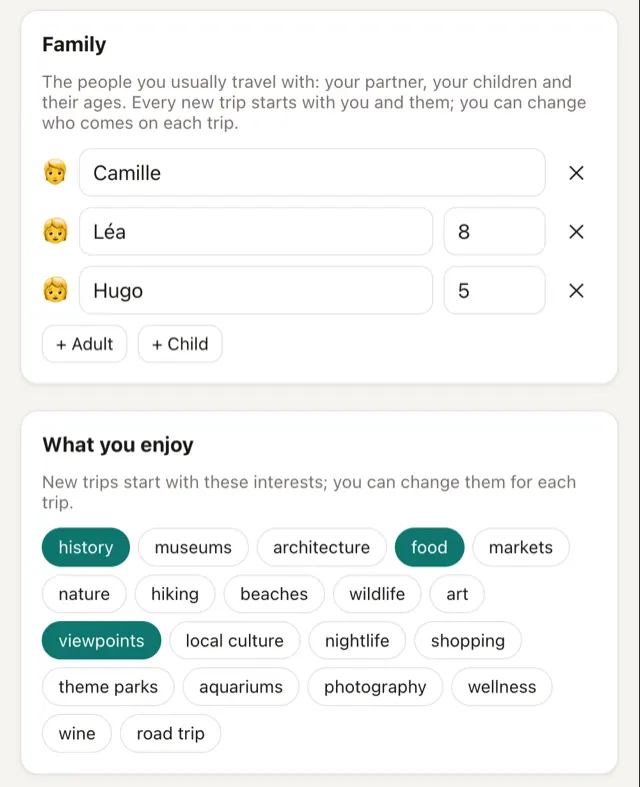 Family
The people you usually travel with: your partner, your children and
their ages. Every new trip starts with you and them; you can change
who comes on each trip.
Camille
Léa 8
Hugo 5
+ Adult + Child
What you enjoy
New trips start with these interests; you can change them for each
trip.
history museums architecture food markets
nature hiking beaches wildlife art
viewpoints local culture nightlife shopping
theme parks aquariums photography wellness
wine road trip